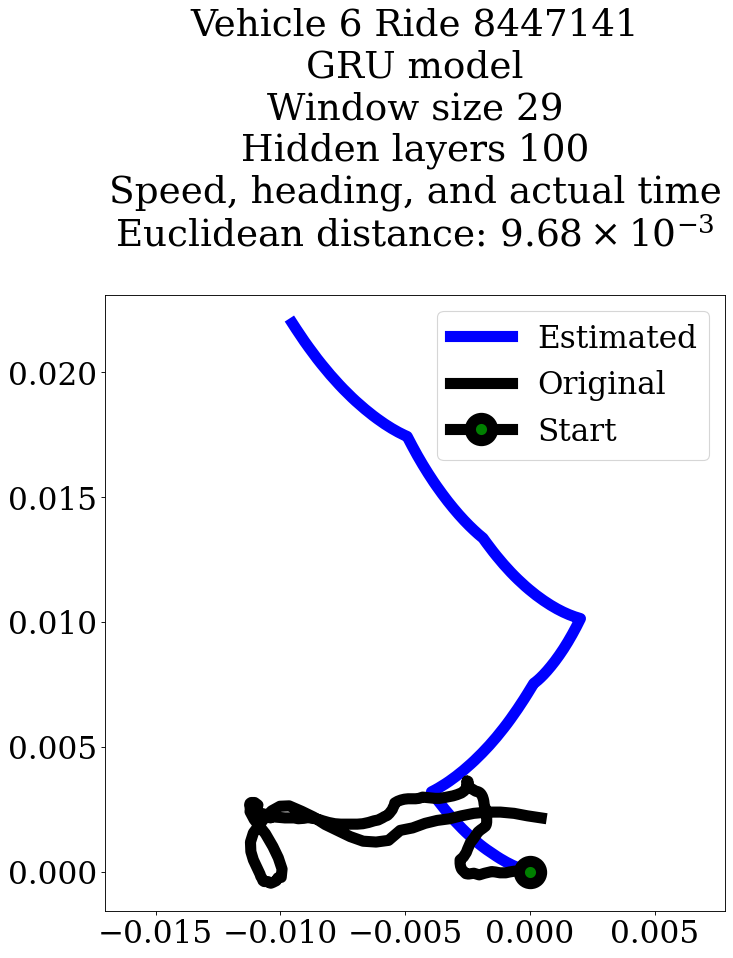 Vehicle 6 Ride 8447141
GRU model
Window size 29
Hidden layers 100
Speed, heading, and actual time
Euclidean distance: 9.68 × 10⁻³
Estimated
Original
Start
0.020
0.015
0.010
0.005
0.000
−0.015 −0.010 −0.005 0.000 0.005